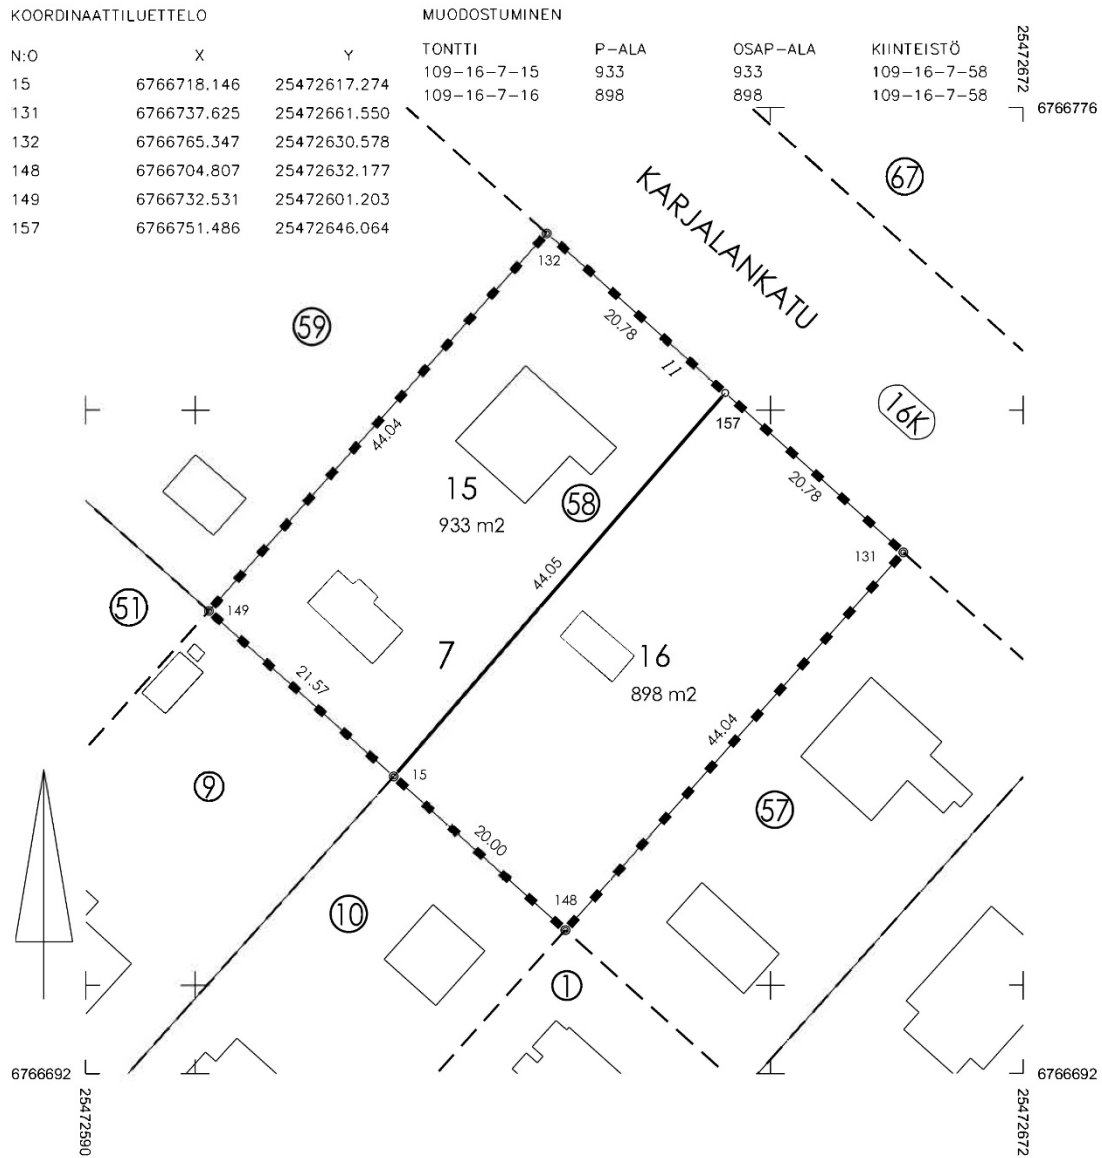 KOORDINAATTILUETTELO
N:O X Y
15 6766718.146 25472617.274
131 6766737.625 25472661.550
132 6766765.347 25472630.578
148 6766704.807 25472632.177
149 6766732.531 25472601.203
157 6766751.486 25472646.064
MUODOSTUMINEN
TONTTI P-ALA OSAP-ALA KIINTEISTÖ
109-16-7-15 933 933 109-16-7-58
109-16-7-16 898 898 109-16-7-58
25472672
6766776
67
KARJALANKATU
132
59
20.78
11
157
16K
44.04
15
933 m2
58
20.78
131
44.05
51
149
7
16
898 m2
21.57
44.04
15
9
57
20.00
148
10
1
6766692
6766692
25472590
25472672